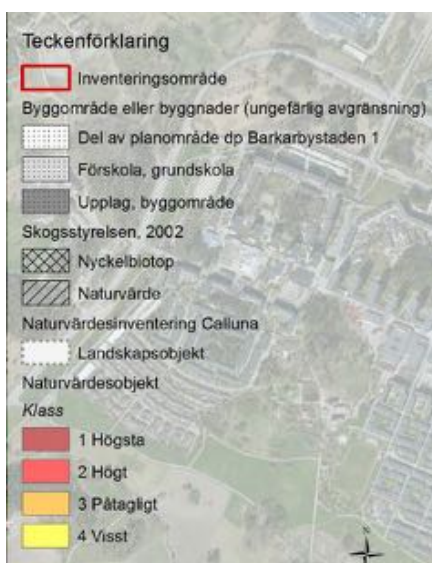 Teckenförklaring
Inventeringsområde
Byggområde eller byggnader (ungefärlig avgränsning)
Del av planområde dp Barkarbystaden 1
Förskola, grundskola
Upplag, byggområde
Skogsstyrelsen, 2002
Nyckelbiotop
Naturvärde
Naturvärdesinventering Calluna
Landskapsobjekt
Naturvärdesobjekt
Klass
1 Högsta
2 Högt
3 Påtagligt
4 Visst